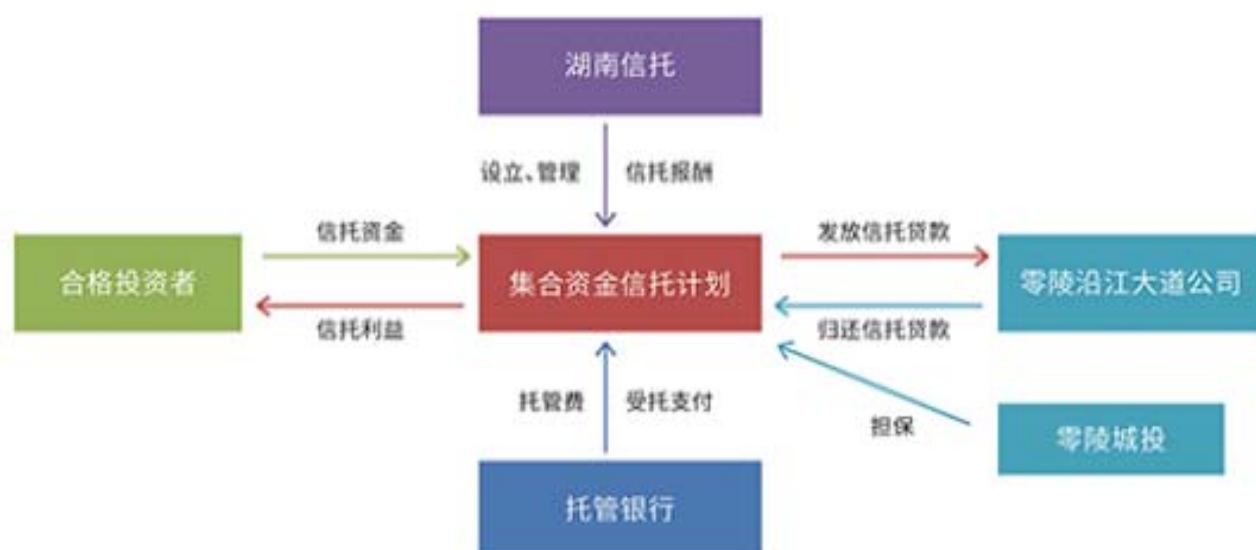 湖南信托
设立、管理
信托报酬
信托资金
发放信托贷款
合格投资者
集合资金信托计划
零陵沿江大道公司
信托利益
归还信托贷款
托管费
受托支付
担保
零陵城投
托管银行